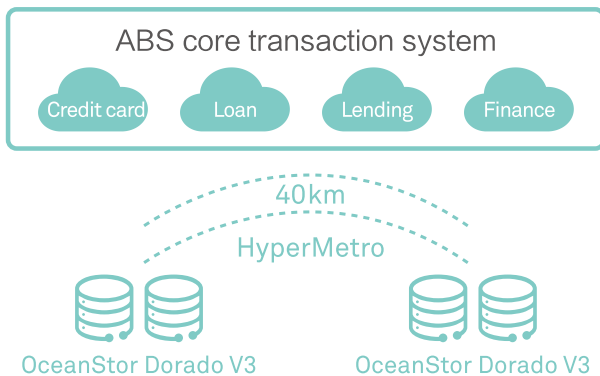 ABS core transaction system
Credit card Loan Lending Finance
40km
HyperMetro
OceanStor Dorado V3 OceanStor Dorado V3